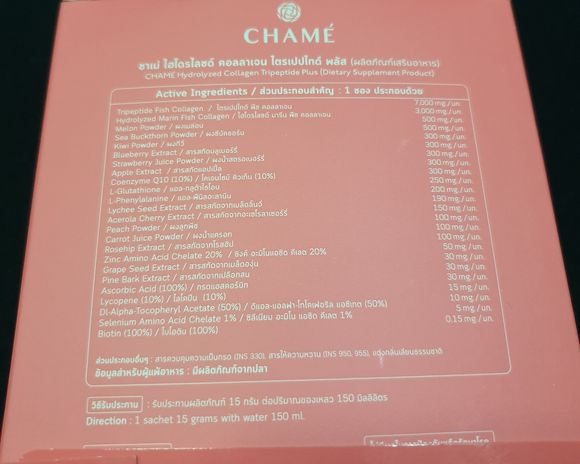 CHAMÉ
ชาเม่ ไฮโดรไลซด์ คอลลาเจน ไตรเปปไทด์ พลัส (ผลิตภัณฑ์เสริมอาหาร)
CHAMÉ Hydrolyzed Collagen Tripeptide Plus (Dietary Supplement Product)
Active Ingredients / ส่วนประกอบสำคัญ : 1 ซอง ประกอบด้วย
Tripeptide Fish Collagen / ไตรเปปไทด์ ฟิช คอลลาเจน 7,000 mg/un.
Hydrolyzed Marin Fish Collagen / ไฮโดรไลซด์ มารีน ฟิช คอลลาเจน 3,000 mg/un.
Melon Powder / ผงเมล่อน 500 mg/un.
Sea Buckthorn Powder / ผงซีบัคธอร์น 500 mg/un.
Kiwi Powder / ผงกีวี 300 mg/un.
Blueberry Extract / สารสกัดบลูเบอร์รี่ 300 mg/un.
Strawberry Juice Powder / ผงน้ำสตรอเบอร์รี่ 300 mg/un.
Apple Extract / สารสกัดแอปเปิ้ล 300 mg/un.
Coenzyme Q10 (10%) / โคเอ็นไซม์ คิวเท็น (10%) 300 mg/un.
L-Glutathione / แอล-กลูต้าไธโอน 250 mg/un.
L-Phenylalanine / แอล-ฟินิลอะลานีน 200 mg/un.
Lychee Seed Extract / สารสกัดจากเมล็ดลิ้นจี่ 190 mg/un.
Acerola Cherry Extract / สารสกัดจากอะเซโรลาเชอร์รี่ 150 mg/un.
Peach Powder / ผงลูกพีช 100 mg/un.
Carrot Juice Powder / ผงน้ำแครอท 100 mg/un.
Rosehip Extract / สารสกัดจากโรสฮิป 100 mg/un.
Zinc Amino Acid Chelate 20% / ซิงค์ อะมิโนแอซิด คีเลต 20% 100 mg/un.
Grape Seed Extract / สารสกัดจากเมล็ดองุ่น 50 mg/un.
Pine Bark Extract / สารสกัดจากเปลือกสน 30 mg/un.
Ascorbic Acid (100%) / กรดแอสคอร์บิก 30 mg/un.
Lycopene (10%) / ไลโคปีน (10%) 15 mg/un.
Dl-Alpha-Tocopheryl Acetate (50%) / ดีแอล-แอลฟา-โทโคเฟอริล แอซีเทต (50%) 10 mg/un.
Selenium Amino Acid Chelate 1% / ซิลีเนียม อะมิโน แอซิด คีเลต 1% 5 mg/un.
Biotin (100%) / ไบโอติน (100%) 0.15 mg/un.
ส่วนประกอบอื่นๆ : สารควบคุมความเป็นกรด (INS 330), สารให้ความหวาน (INS 950, 955), แต่งกลิ่นเลียนธรรมชาติ
ข้อมูลสำหรับผู้แพ้อาหาร : มีผลิตภัณฑ์จากปลา
วิธีรับประทาน : รับประทานผลิตภัณฑ์ 15 กรัม ต่อปริมาณของเหลว 150 มิลลิลิตร
Direction : 1 sachet 15 grams with water 150 ml.